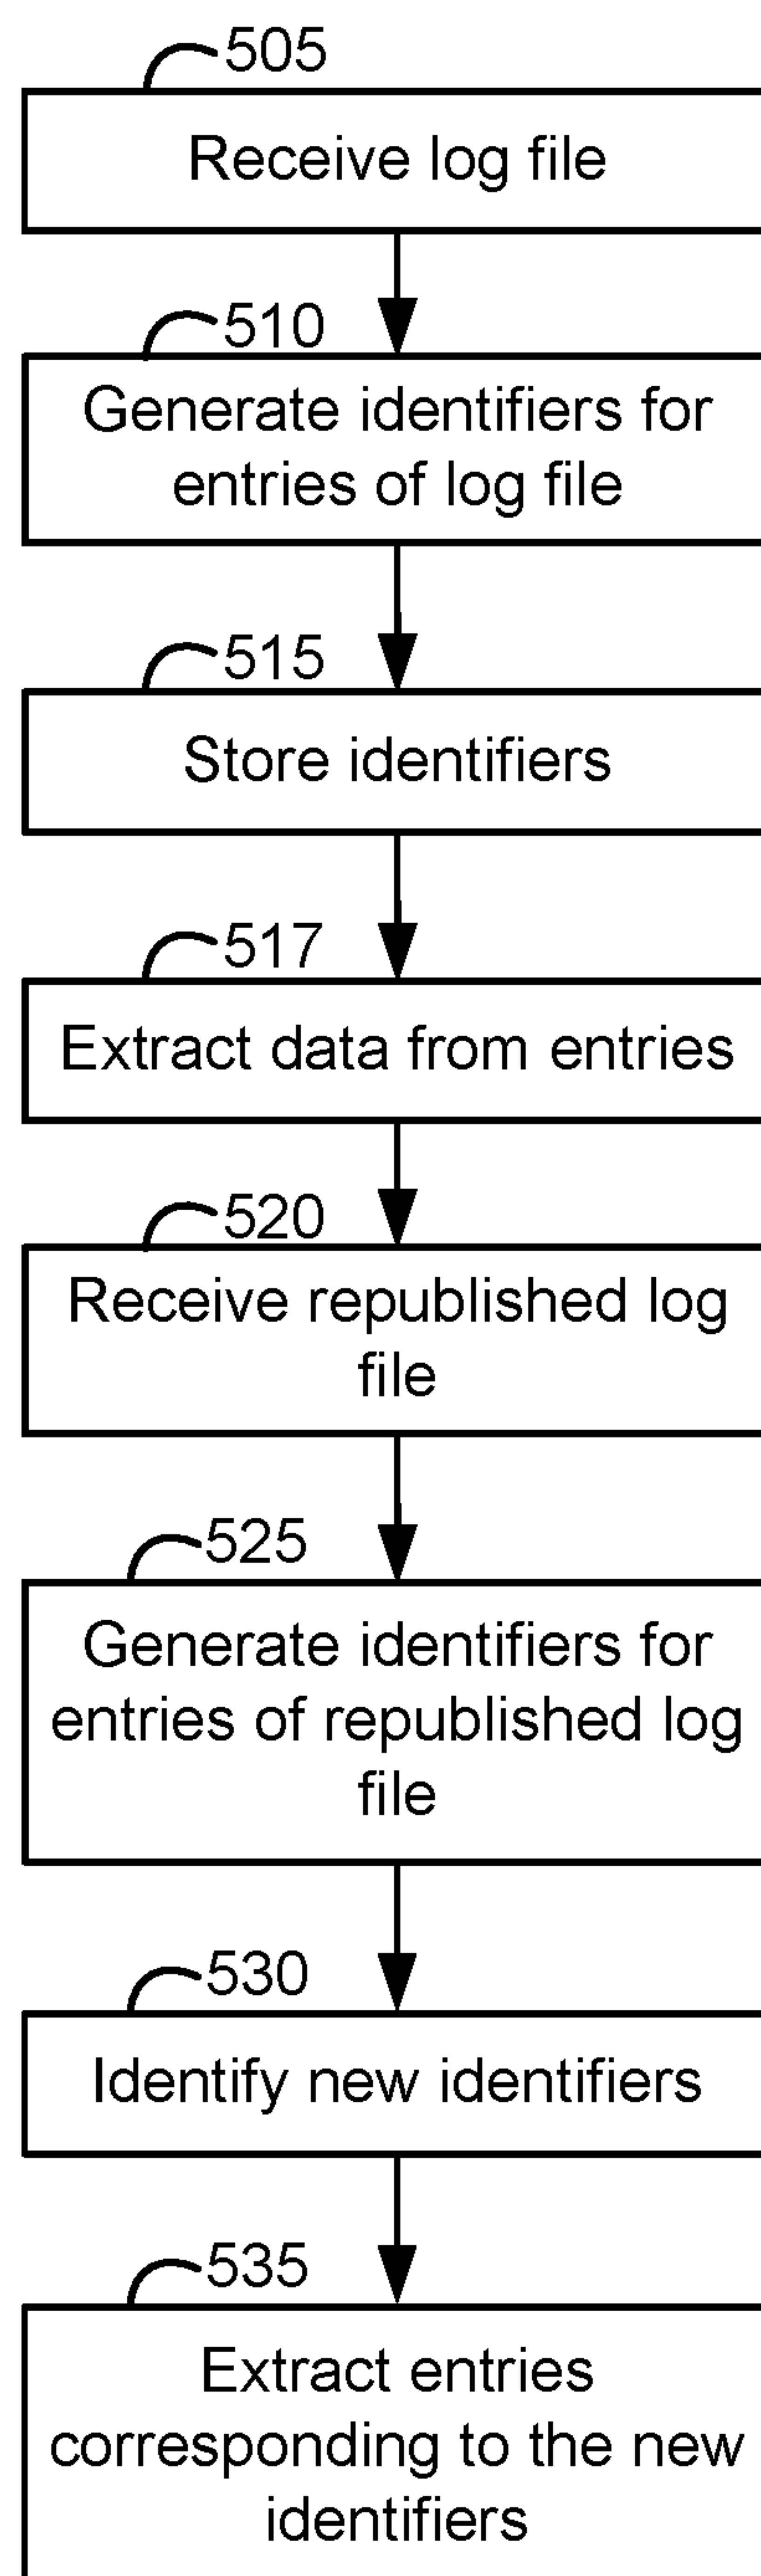 505
Receive log file
510
Generate identifiers for
entries of log file
515
Store identifiers
517
Extract data from entries
520
Receive republished log
file
525
Generate identifiers for
entries of republished log
file
530
Identify new identifiers
535
Extract entries
corresponding to the new
identifiers